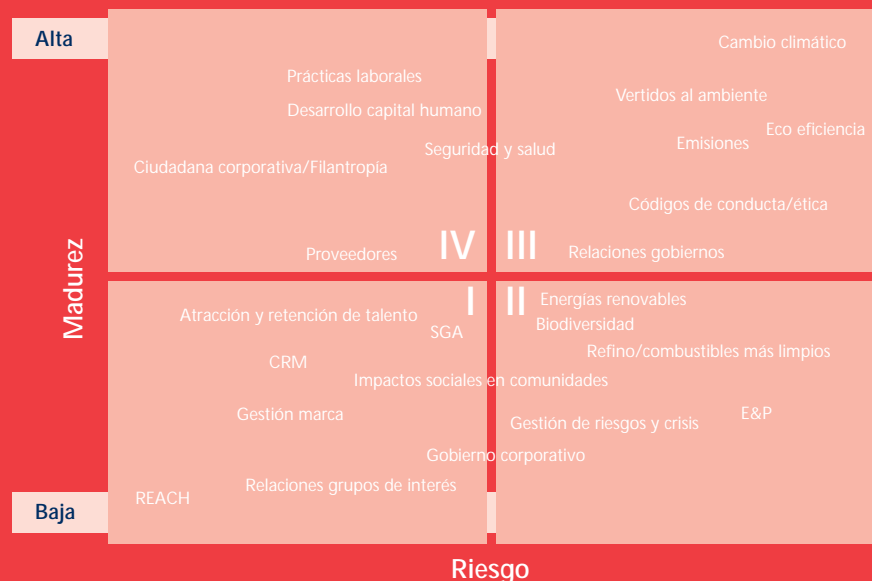 Alta
Cambio climático
Prácticas laborales
Vertidos al ambiente
Desarrollo capital humano
Eco eficiencia
Emisiones
Seguridad y salud
Ciudadana corporativa/Filantropía
Códigos de conducta/ética
IV
III
Relaciones gobiernos
Proveedores
Madurez
I
II
Energías renovables
Atracción y retención de talento
Biodiversidad
SGA
Refino/combustibles más limpios
CRM
Impactos sociales en comunidades
Gestión marca
E&P
Gestión de riesgos y crisis
Gobierno corporativo
Relaciones grupos de interés
REACH
Baja
Riesgo